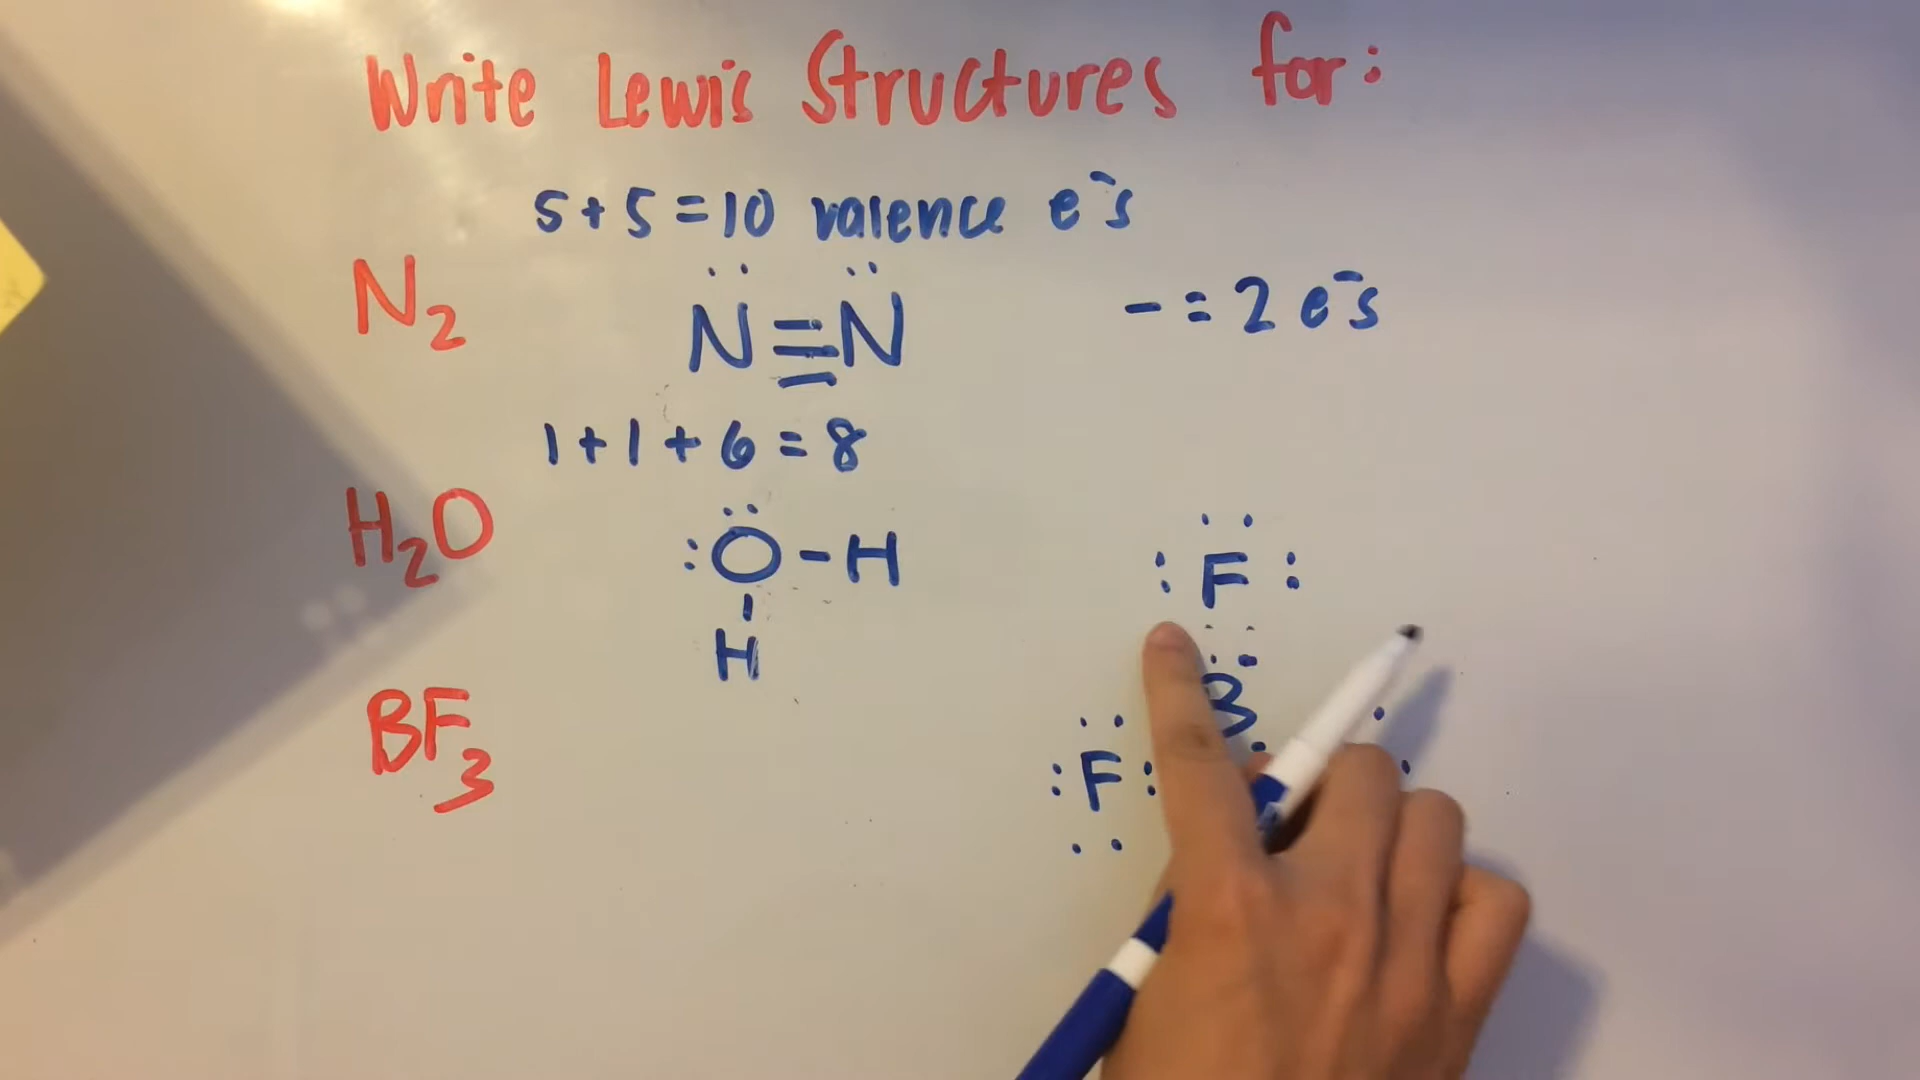 Write Lewis Structures for:
5+5=10 valence e⁻s
N₂
N≡N
- = 2 e⁻s
1+1+6=8
H₂O
:O-H
H
F
B
BF₃
:F: